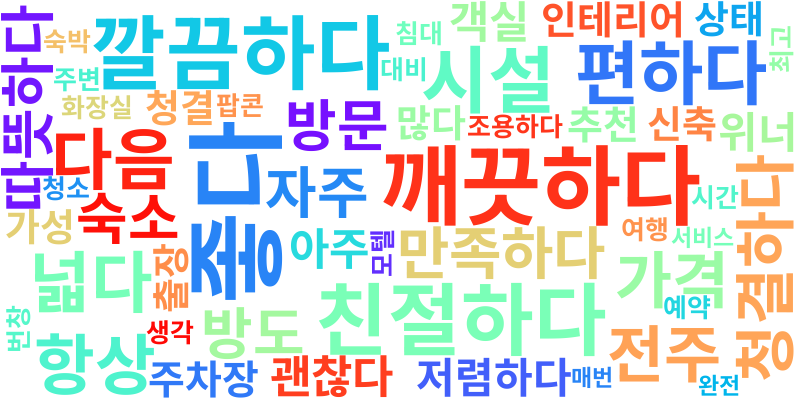 따뜻하다
숙박
깔끔하다
침대
객실
인테리어
상태
최고
주변
대비
시설
편하다
화장실
청결
팝콘
방문
많다
조용하다
추천
신축
위너
다음
좋다
자주
깨끗하다
청소
숙소
시간
청결하다
가성
아주
모텔
만족하다
여행
서비스
넓다
출장
친절하다
가격
예약
번창
항상
생각
방도
전주
주차장
괜찮다
저렴하다
매번
완전